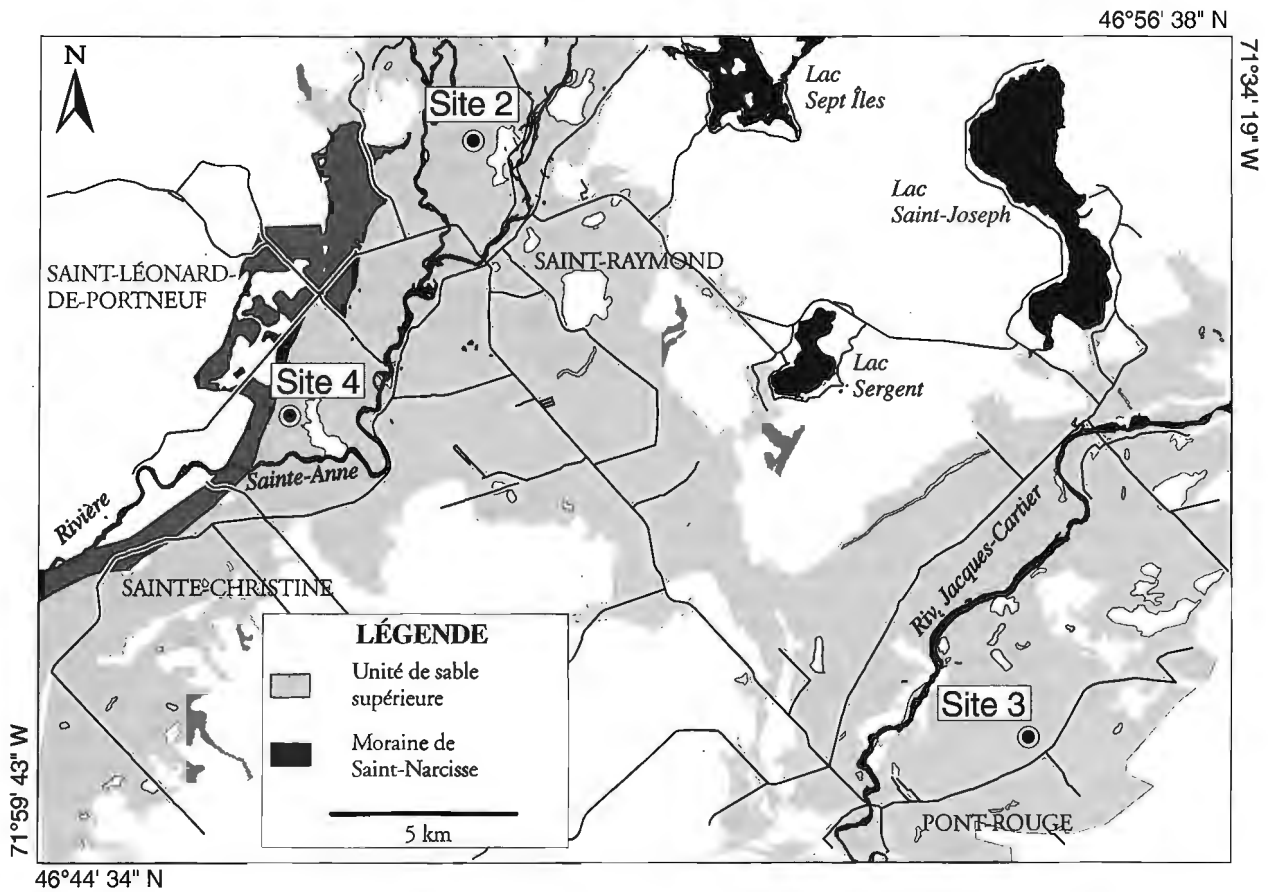 46°56' 38" N
71°34' 19" W
N
Site 2
Lac
Sept Îles
Lac
Saint-Joseph
SAINT-LÉONARD-
DE-PORTNEUF
SAINT-RAYMOND
Site 4
Lac
Sergent
Rivière
Sainte-Anne
Riv. Jacques-Cartier
SAINTE-CHRISTINE
LÉGENDE
Unité de sable
supérieure
Moraine de
Saint-Narcisse
5 km
Site 3
PONT-ROUGE
71°59' 43" W
46°44' 34" N